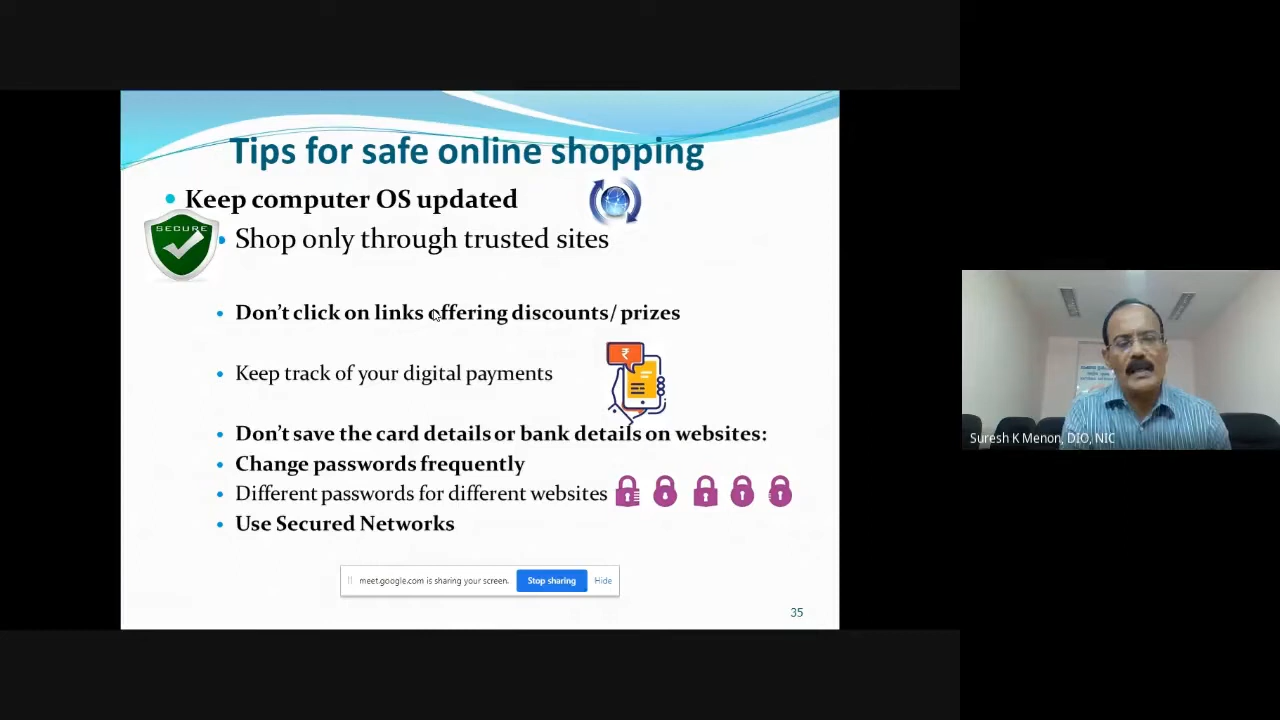 Tips for safe online shopping
Keep computer OS updated
SECURE
Shop only through trusted sites
Don't click on links offering discounts/ prizes
₹
Keep track of your digital payments
Don't save the card details or bank details on websites:
Change passwords frequently
Different passwords for different websites
Use Secured Networks
meet.google.com is sharing your screen.
Stop sharing
Hide
35
Suresh K Menon, DIO, NIC